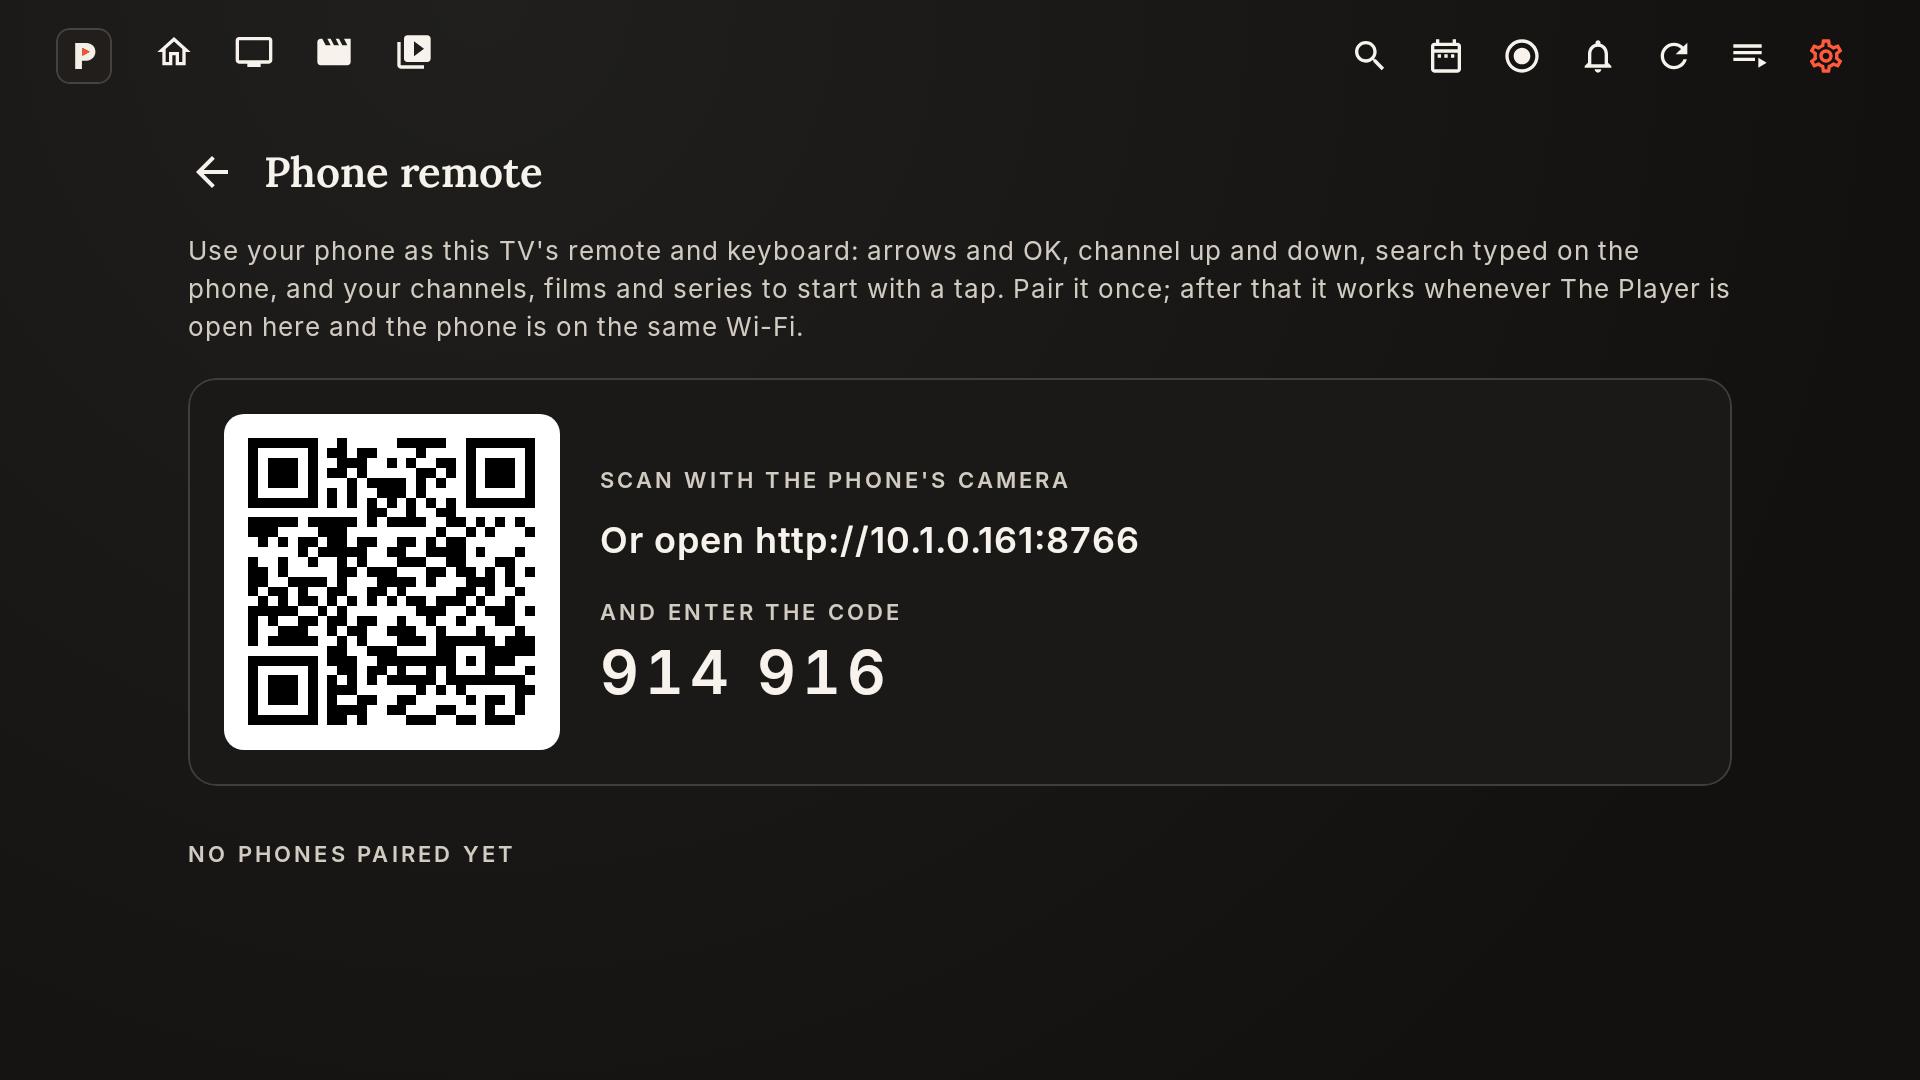 P
Phone remote
Use your phone as this TV's remote and keyboard: arrows and OK, channel up and down, search typed on the
phone, and your channels, films and series to start with a tap. Pair it once; after that it works whenever The Player is
open here and the phone is on the same Wi-Fi.
SCAN WITH THE PHONE'S CAMERA
Or open http://10.1.0.161:8766
AND ENTER THE CODE
914 916
NO PHONES PAIRED YET